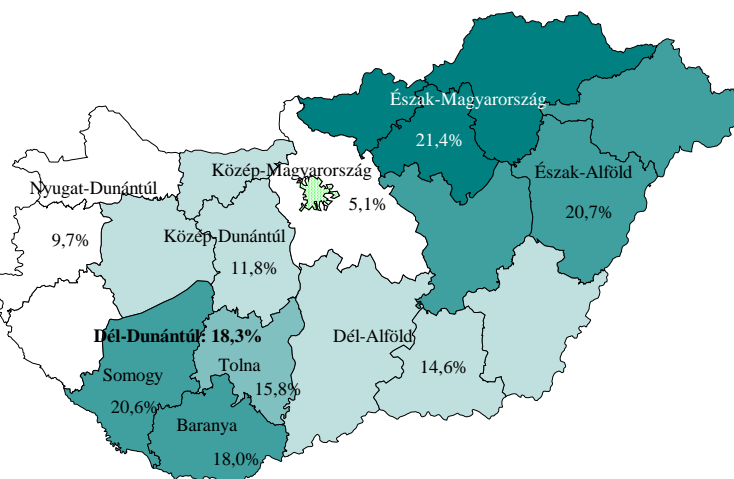 Észak-Magyarország
21,4%
Közép-Magyarország
5,1%
Észak-Alföld
20,7%
Nyugat-Dunántúl
9,7%
Közép-Dunántúl
11,8%
Dél-Dunántúl: 18,3%
Dél-Alföld
14,6%
Tolna
15,8%
Somogy
20,6%
Baranya
18,0%